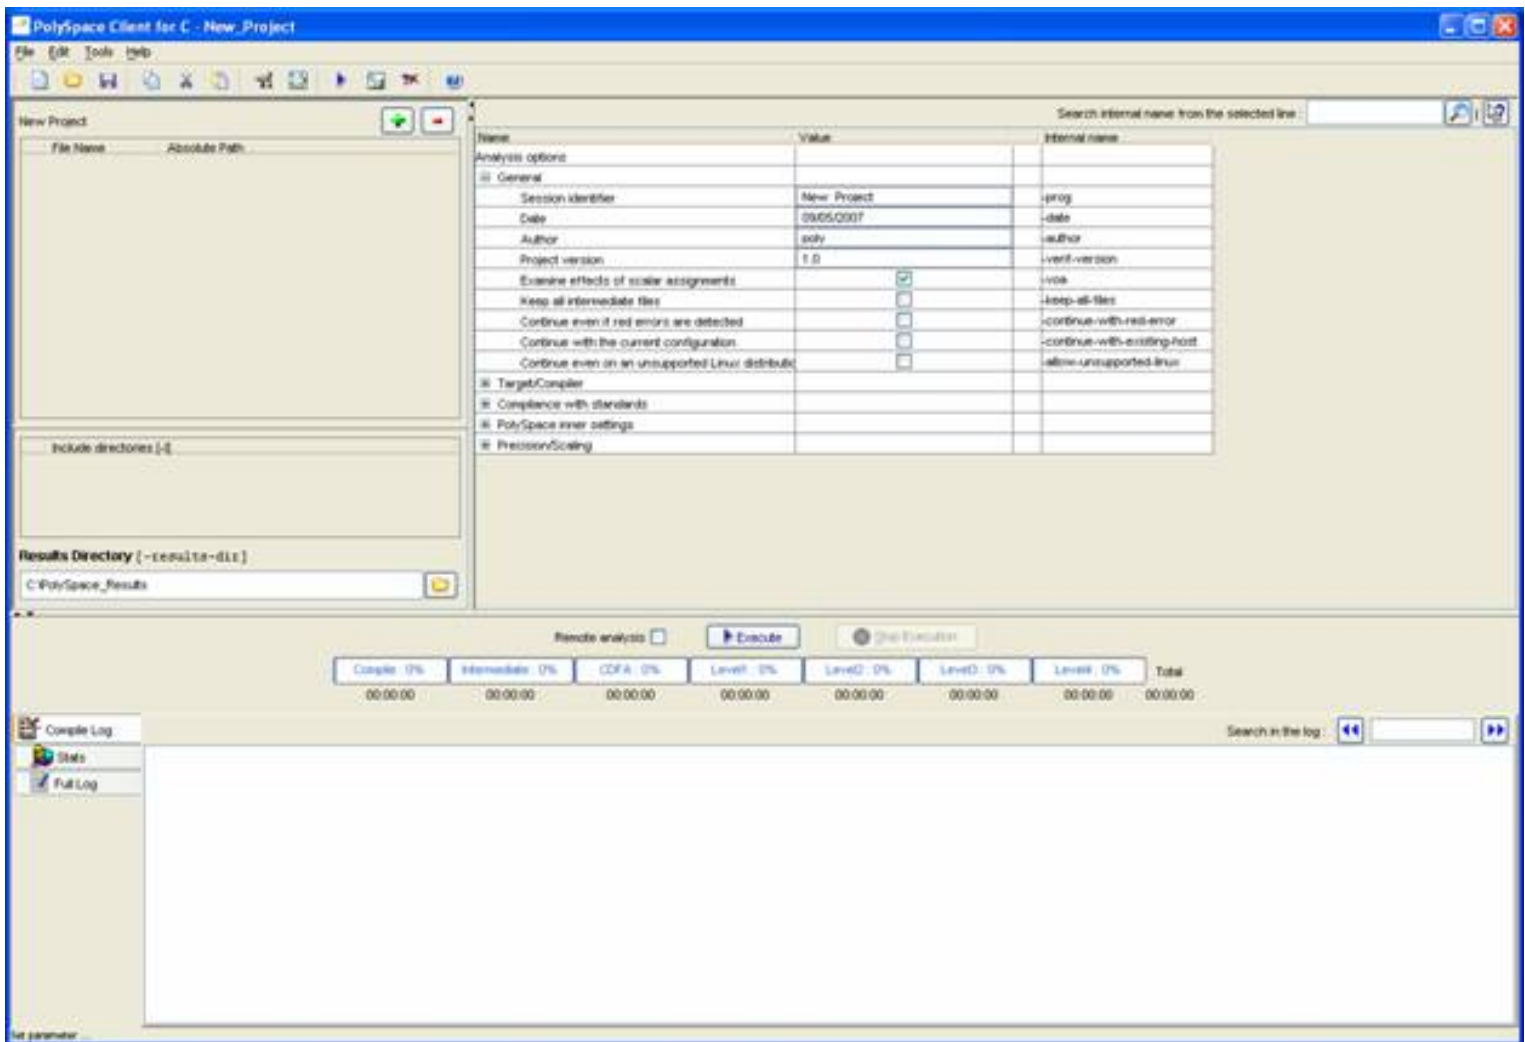 PolySpace Client for C - New_Project
File Edit Tools Help
New Project
File Name Absolute Path
Include directories [-I]
Results Directory [-results-dir]
C:\PolySpace_Results
Search internal name from the selected line :
Name Value Internal name
Analysis options
General
Session identifier New_Project -prog
Date 09/05/2007 -date
Author poly -author
Project version 1.0 -verif-version
Examine effects of scalar assignments -voa
Keep all intermediate files -keep-all-files
Continue even if red errors are detected -continue-with-red-error
Continue with the current configuration -continue-with-existing-host
Continue even on an unsupported Linux distributic -allow-unsupported-linux
Target/Compiler
Compliance with standards
PolySpace inner settings
Precision/Scaling
Remote analysis Execute Stop Execution
Compile : 0% Intermediate : 0% CDFA : 0% Level1 : 0% Level2 : 0% Level3 : 0% Level4 : 0% Total
00:00:00 00:00:00 00:00:00 00:00:00 00:00:00 00:00:00 00:00:00 00:00:00
Compile Log Search in the log :
Stats
Full Log
Set parameter ...